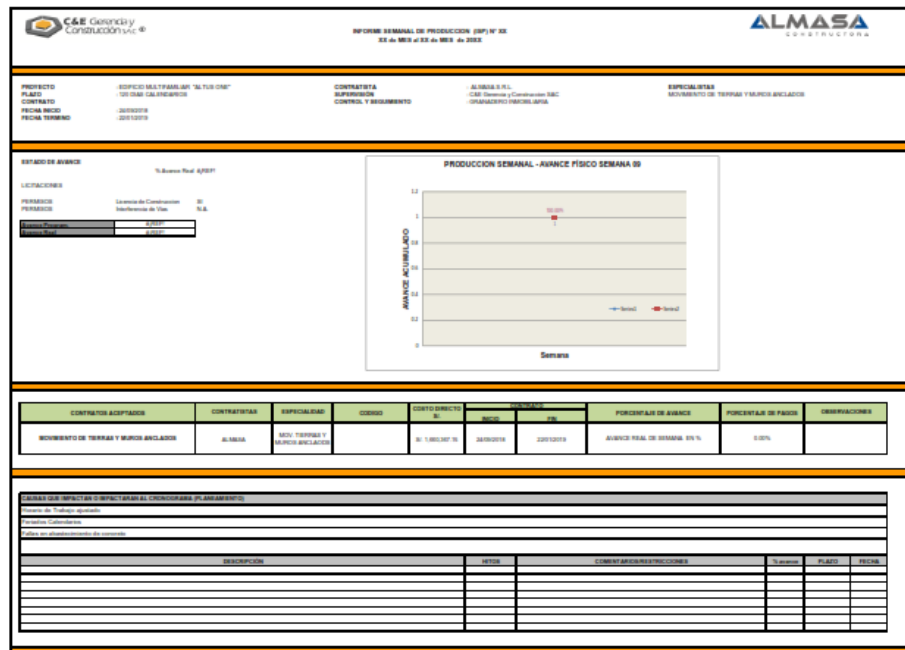 C&E Gerencia y Construcción S.A.C ®
INFORME SEMANAL DE PRODUCCION (ISP) N° XX
XX de MES al XX de MES de 20XX
ALMASA
CONSTRUCTORA
PROYECTO : EDIFICIO MULTIFAMILIAR "ALTUS ONE"
PLAZO : 120 DIAS CALENDARIOS
CONTRATO
FECHA INICIO : 24/09/2018
FECHA TERMINO : 22/01/2019
CONTRATISTA : ALMASA S.R.L.
SUPERVISIÓN : C&E Gerencia y Construccion SAC
CONTROL Y SEGUIMIENTO : GRANADERO INMOBILIARIA
ESPECIALISTAS
MOVIMIENTO DE TIERRAS Y MUROS ANCLADOS
ESTADO DE AVANCE
% Avance Real #¡REF!
LICITACIONES
PERMISOS Licencia de Construccion SI
PERMISOS Interferencia de Vias N.A.
Avance Program. #¡REF!
Avance Real #¡REF!
PRODUCCION SEMANAL - AVANCE FÍSICO SEMANA 09
AVANCE ACUMULADO
1.2
1
0.8
0.6
0.4
0.2
0
1
Series1 Series2
Semana
CONTRATOS ACEPTADOS CONTRATISTAS ESPECIALIDAD CODIGO COSTO DIRECTO S/. CONTRATO INICIO FIN PORCENTAJE DE AVANCE PORCENTAJE DE PAGOS OBSERVACIONES
MOVIMIENTO DE TIERRAS Y MUROS ANCLADOS ALMASA MOV. TIERRAS Y MUROS ANCLADOS 24/09/2018 22/01/2019 AVANCE REAL DE SEMANA EN % 0.00%
CAUSAS QUE IMPACTAN O IMPACTARAN AL CRONOGRAMA (PLANEAMIENTO)
Horario de Trabajo ajustado
Feriados Calendarios
Fallas en abastecimiento de concreto
DESCRIPCIÓN HITOS COMENTARIOS/RESTRICCIONES % avance PLAZO FECHA